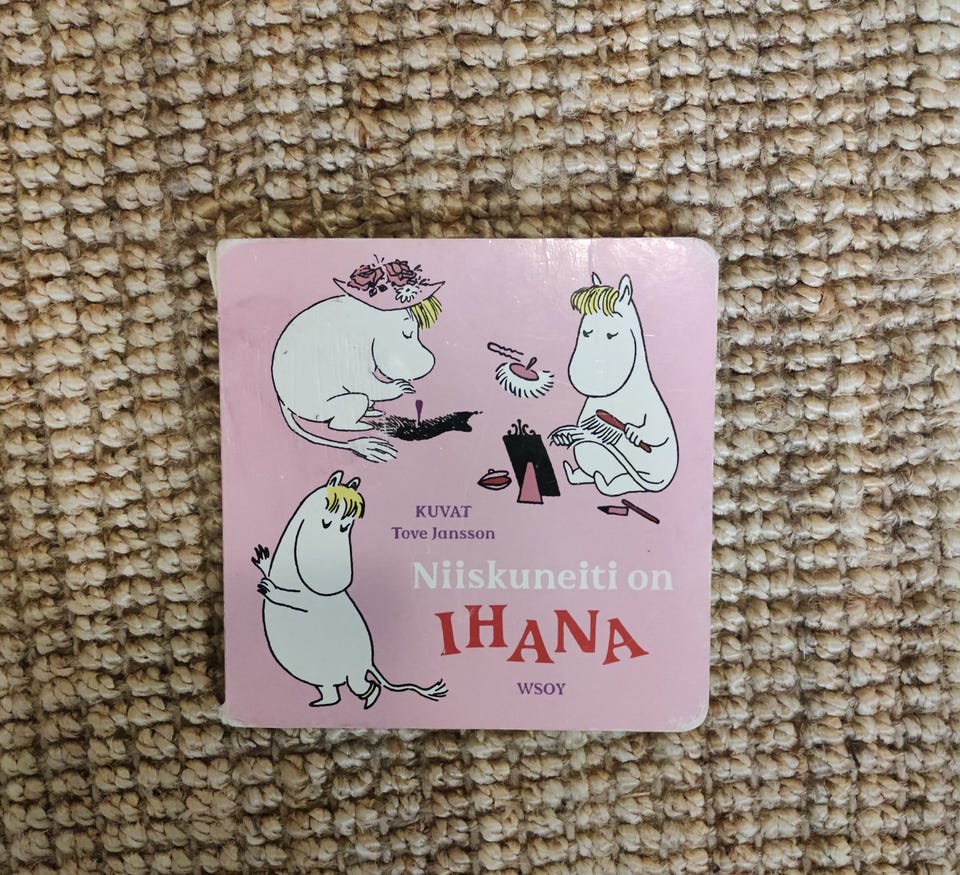 KUVAT
Tove Jansson
Niiskuneiti on
IHANA
WSOY